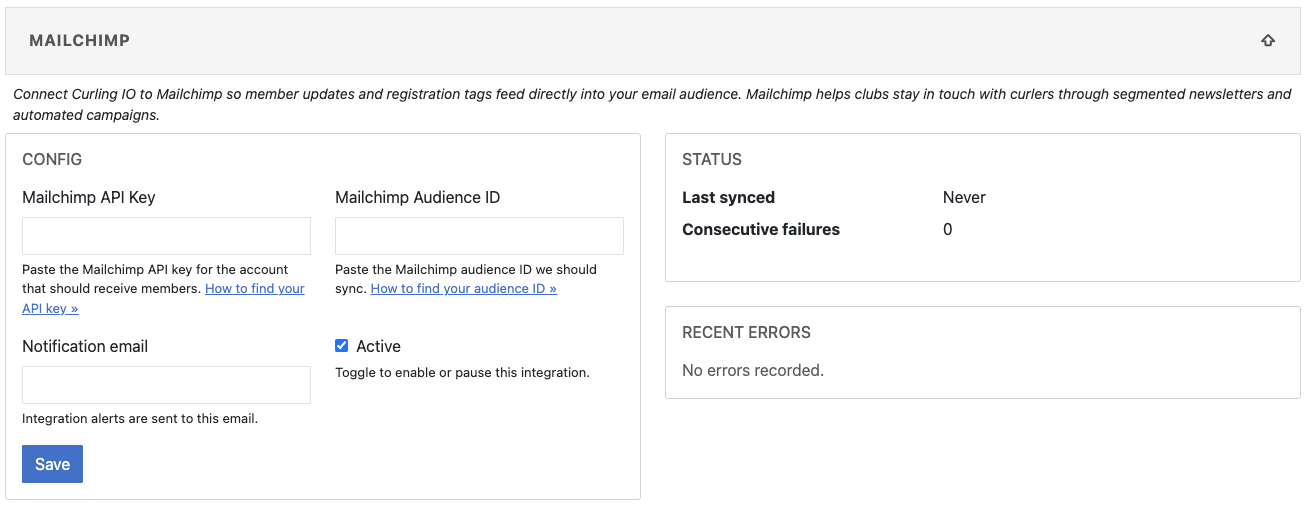 MAILCHIMP
Connect Curling IO to Mailchimp so member updates and registration tags feed directly into your email audience. Mailchimp helps clubs stay in touch with curlers through segmented newsletters and
automated campaigns.
CONFIG
Mailchimp API Key
Paste the Mailchimp API key for the account
that should receive members. How to find your
API key »
Mailchimp Audience ID
Paste the Mailchimp audience ID we should
sync. How to find your audience ID »
Notification email
Integration alerts are sent to this email.
Active
Toggle to enable or pause this integration.
Save
STATUS
Last synced Never
Consecutive failures 0
RECENT ERRORS
No errors recorded.